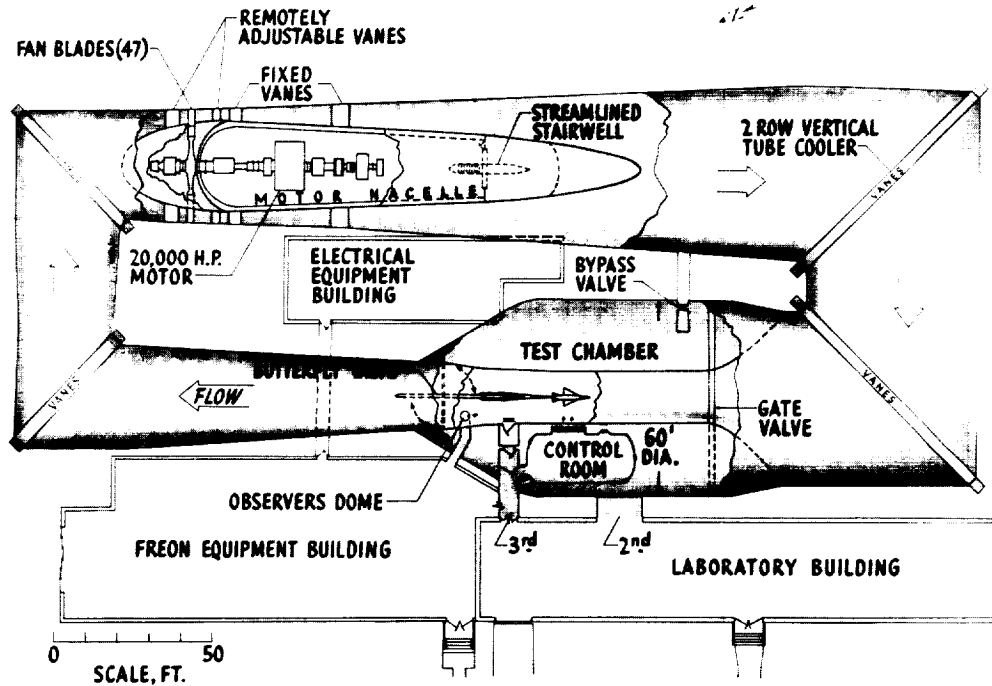 REMOTELY
ADJUSTABLE VANES
FAN BLADES(47)
FIXED
VANES
STREAMLINED
STAIRWELL
2 ROW VERTICAL
TUBE COOLER
MOTOR NACELLE
VANES
20,000 H.P.
MOTOR
ELECTRICAL
EQUIPMENT
BUILDING
BYPASS
VALVE
TEST CHAMBER
BUTTERFLY
VANES
FLOW
VANES
GATE
VALVE
CONTROL
ROOM
60'
DIA.
OBSERVERS DOME
3rd
2nd
FREON EQUIPMENT BUILDING
LABORATORY BUILDING
0 50
SCALE, FT.